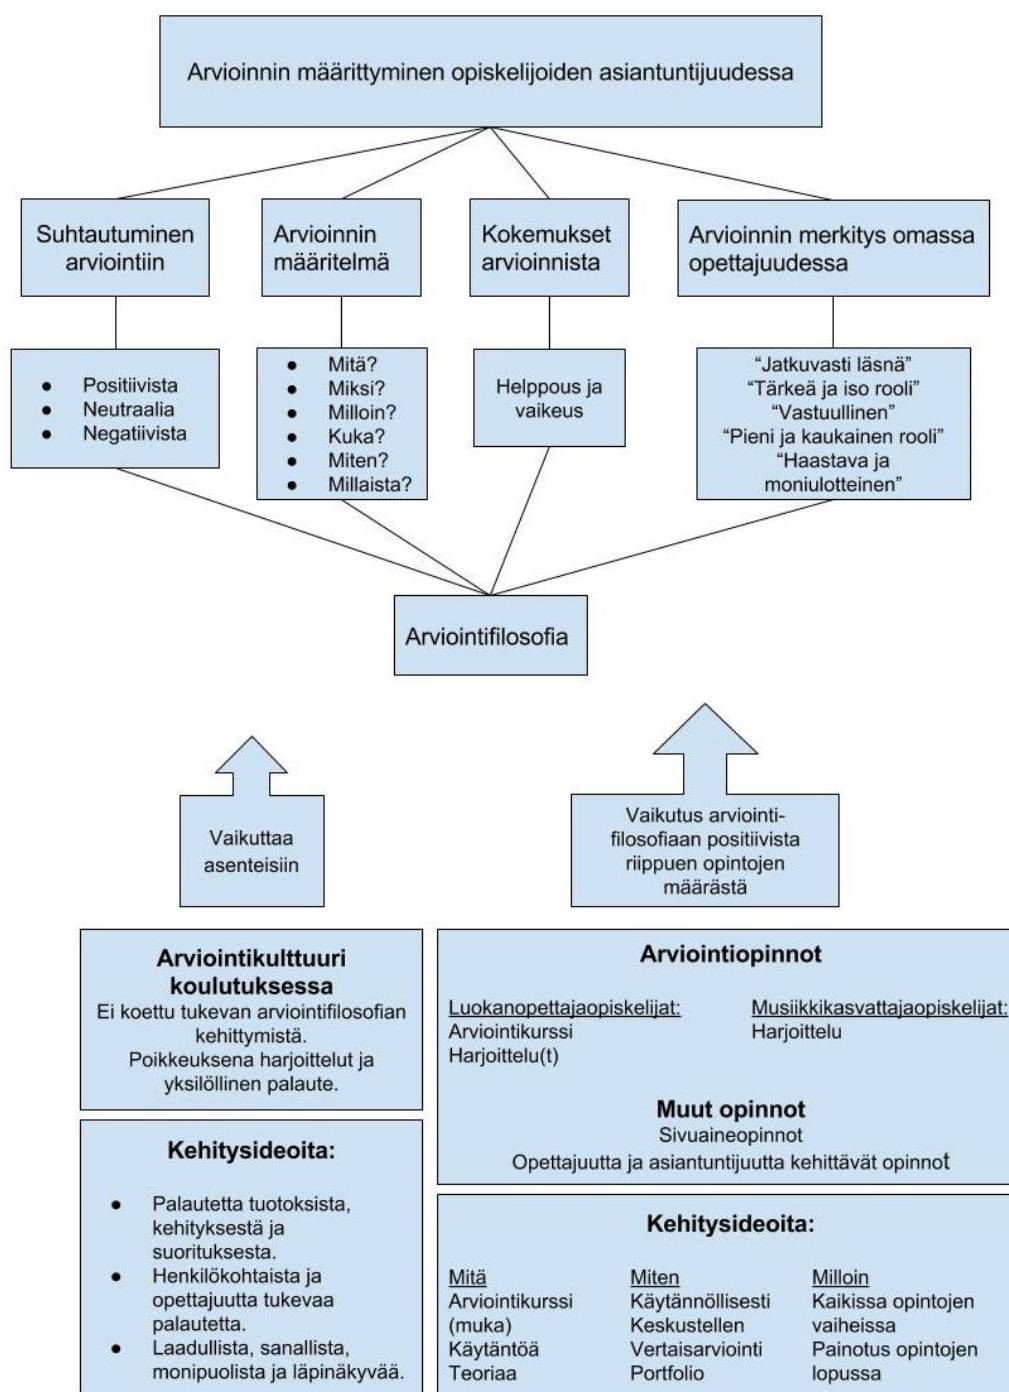 Arvioinnin määrittyminen opiskelijoiden asiantuntijuudessa
Suhtautuminen
arviointiin
Arvioinnin
määritelmä
Kokemukset
arvioinnista
Arvioinnin merkitys omassa
opettajuudessa
● Positiivista
● Neutraalia
● Negatiivista
● Mitä?
● Miksi?
● Milloin?
● Kuka?
● Miten?
● Millaista?
Helppous ja
vaikeus
“Jatkuvasti läsnä”
“Tärkeä ja iso rooli”
“Vastuullinen”
“Pieni ja kaukainen rooli”
“Haastava ja
moniulotteinen”
Arviointifilosofia
Vaikuttaa
asenteisiin
Vaikutus arviointi-
filosofiaan positiivista
riippuen opintojen
määrästä
Arviointikulttuuri
koulutuksessa
Ei koettu tukevan arviointifilosofian
kehittymistä.
Poikkeuksena harjoittelut ja
yksilöllinen palaute.
Kehitysideoita:
● Palautetta tuotoksista,
kehityksestä ja
suorituksesta.
● Henkilökohtaista ja
opettajuutta tukevaa
palautetta.
● Laadullista, sanallista,
monipuolista ja läpinäkyvää.
Arviointiopinnot
Luokanopettajaopiskelijat:
Arviointikurssi
Harjoittelu(t)
Musiikkikasvattajaopiskelijat:
Harjoittelu
Muut opinnot
Sivuaineopinnot
Opettajuutta ja asiantuntijuutta kehittävät opinnot
Kehitysideoita:
Mitä
Arviointikurssi
(muka)
Käytäntöä
Teoriaa
Miten
Käytännöllisesti
Keskustellen
Vertaisarviointi
Portfolio
Milloin
Kaikissa opintojen
vaiheissa
Painotus opintojen
lopussa